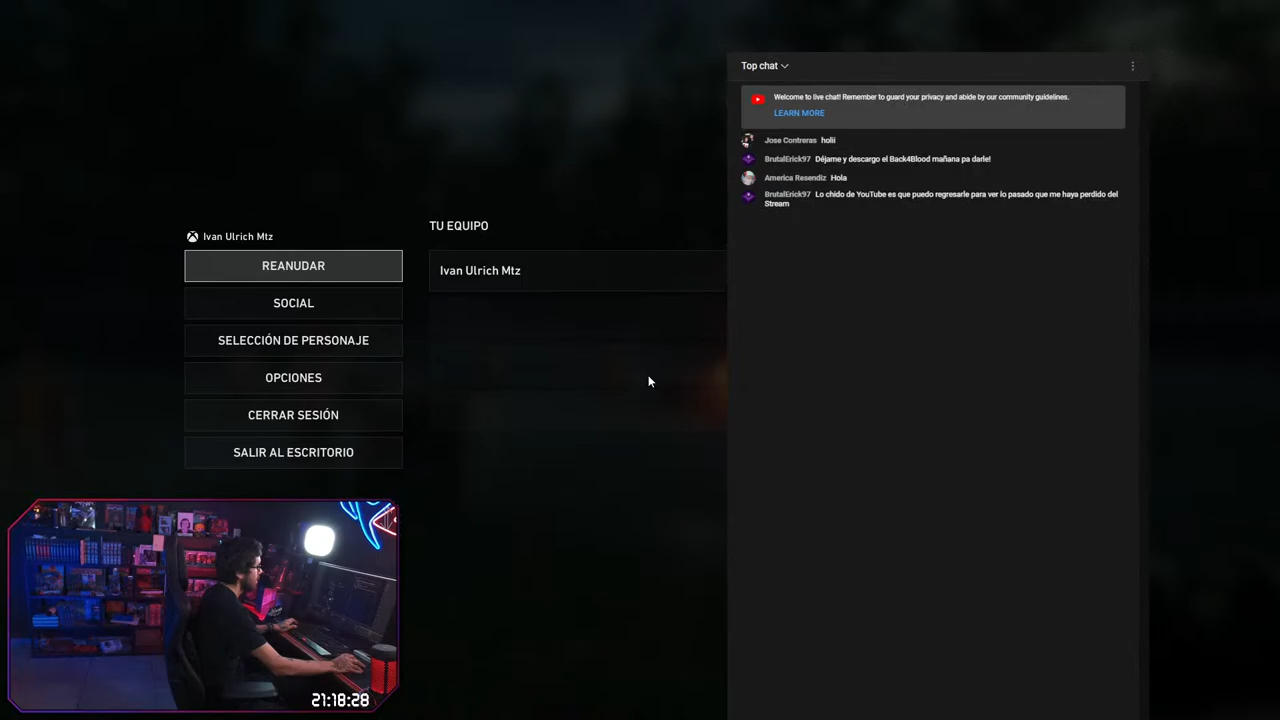 Ivan Ulrich Mtz
REANUDAR
SOCIAL
SELECCIÓN DE PERSONAJE
OPCIONES
CERRAR SESIÓN
SALIR AL ESCRITORIO
TU EQUIPO
Ivan Ulrich Mtz
Top chat
Welcome to live chat! Remember to guard your privacy and abide by our community guidelines.
LEARN MORE
Jose Contreras holii
BrutalErick97 Déjame y descargo el Back4Blood mañana pa darle!
America Resendiz Hola
BrutalErick97 Lo chido de YouTube es que puedo regresarle para ver lo pasado que me haya perdido del
Stream
21:18:28